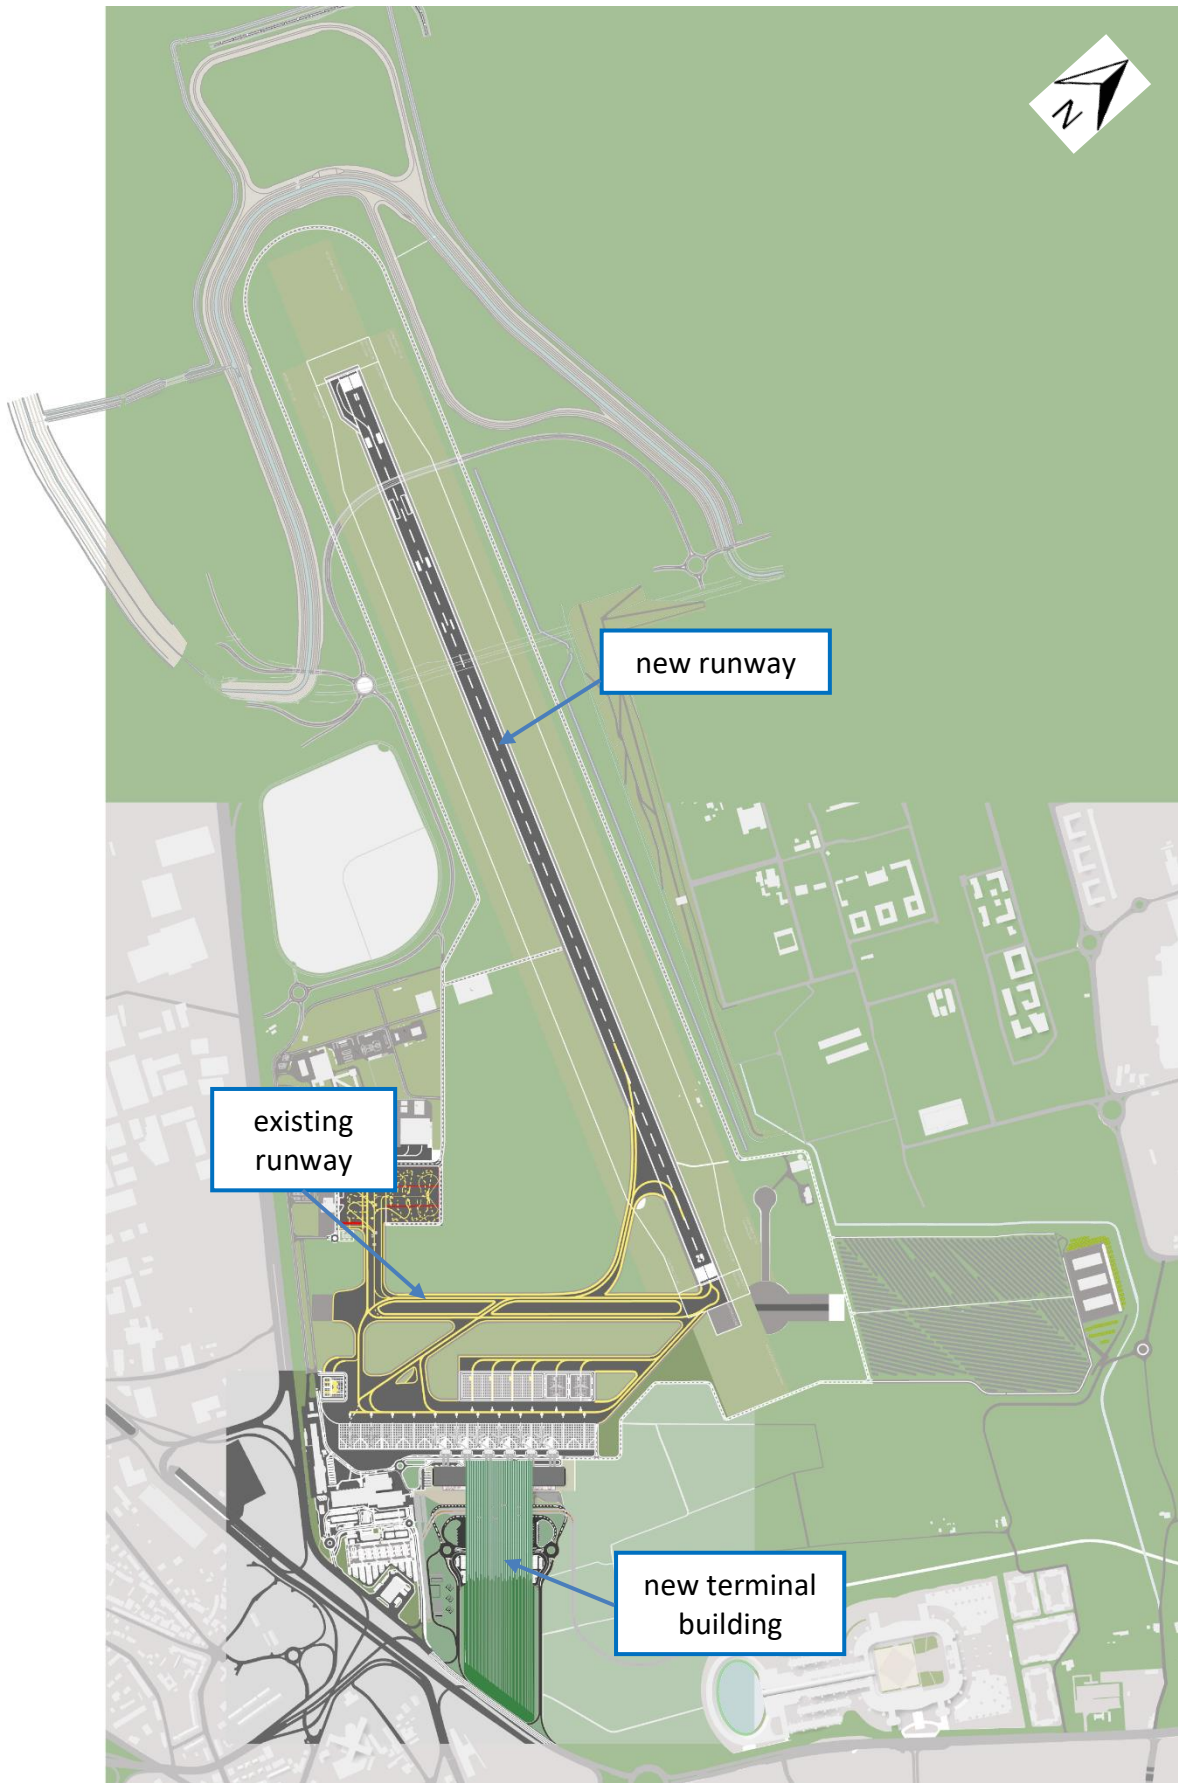 N
new runway
existing
runway
new terminal
building